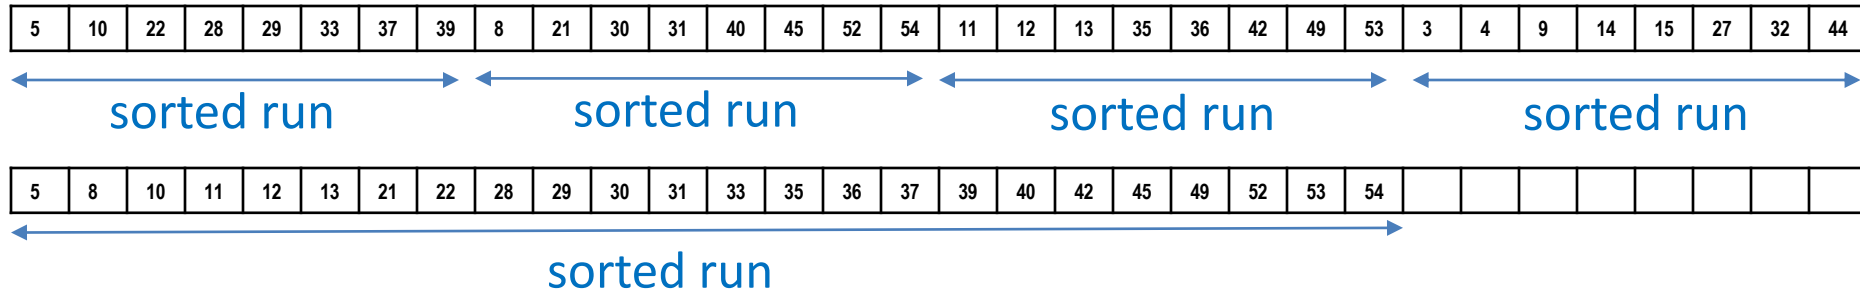 5 10 22 28 29 33 37 39 8 21 30 31 40 45 52 54 11 12 13 35 36 42 49 53 3 4 9 14 15 27 32 44
sorted run sorted run sorted run sorted run
5 8 10 11 12 13 21 22 28 29 30 31 33 35 36 37 39 40 42 45 49 52 53 54
sorted run